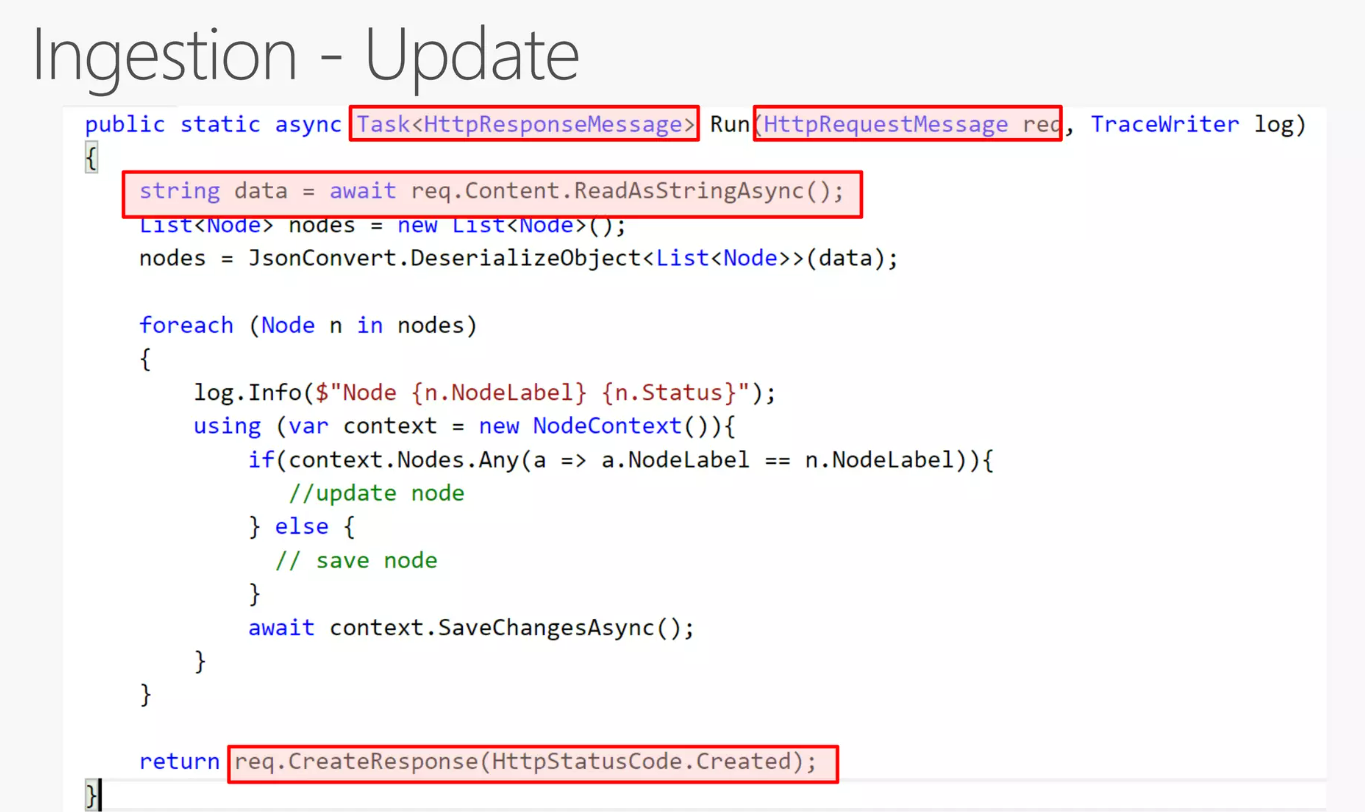 Ingestion - Update
public static async Task<HttpResponseMessage> Run(HttpRequestMessage req, TraceWriter log)
{
string data = await req.Content.ReadAsStringAsync();
List<Node> nodes = new List<Node>();
nodes = JsonConvert.DeserializeObject<List<Node>>(data);
foreach (Node n in nodes)
{
log.Info($"Node {n.NodeLabel} {n.Status}");
using (var context = new NodeContext()){
if(context.Nodes.Any(a => a.NodeLabel == n.NodeLabel)){
//update node
} else {
// save node
}
await context.SaveChangesAsync();
}
}
return req.CreateResponse(HttpStatusCode.Created);
}